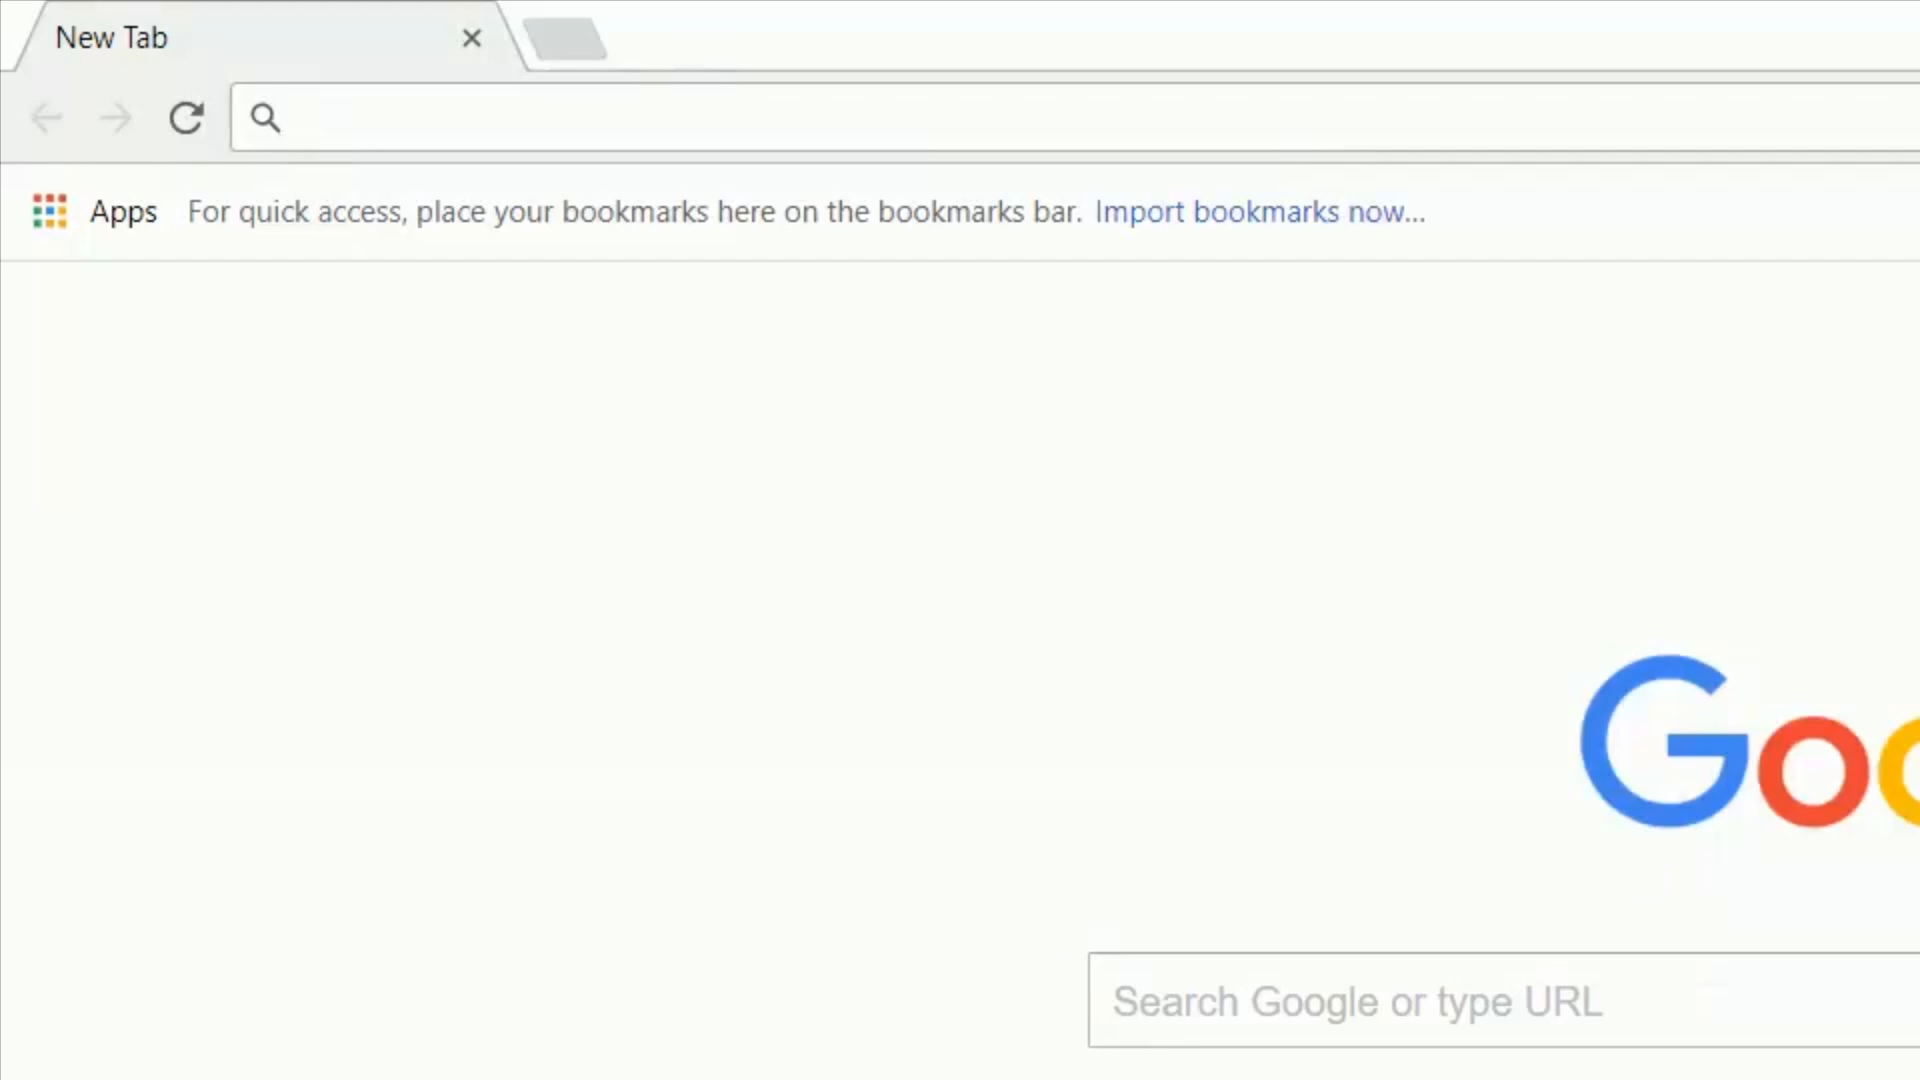 New Tab
Apps For quick access, place your bookmarks here on the bookmarks bar. Import bookmarks now...
Goo
Search Google or type URL